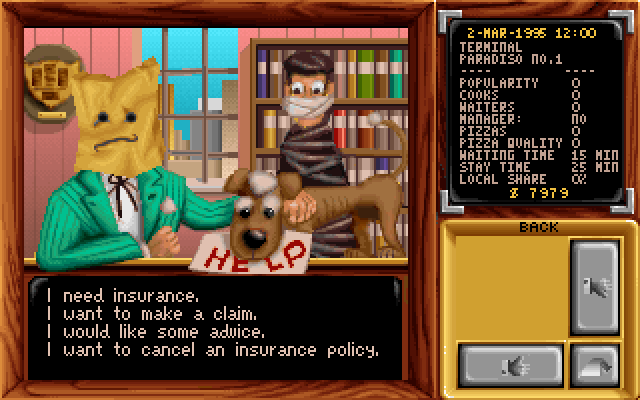 2-MAR-1995 12:00
TERMINAL
PARADISO NO.1
---- ----
POPULARITY 0
COOKS 0
WAITERS 0
MANAGER: NO
PIZZAS 0
PIZZA QUALITY 0
WAITING TIME 15 MIN
STAY TIME 25 MIN
LOCAL SHARE 0%
$ 7979
BACK
HELP
I need insurance.
I want to make a claim.
I would like some advice.
I want to cancel an insurance policy.